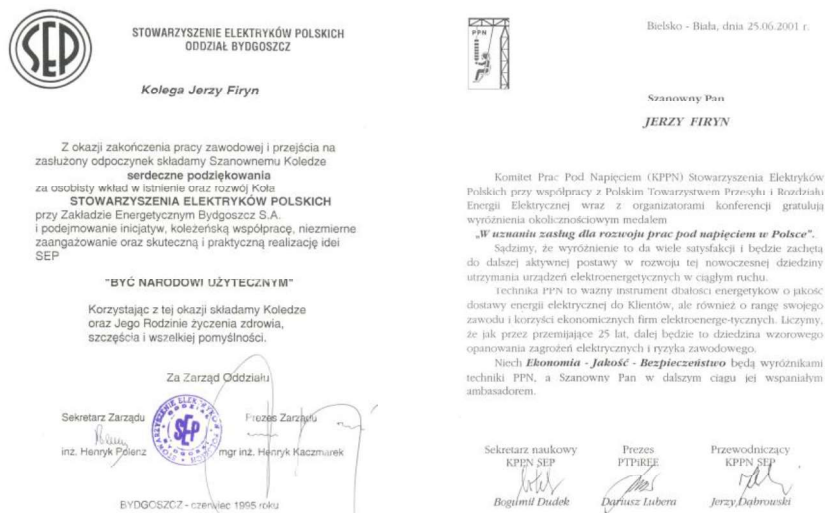 SEP
STOWARZYSZENIE ELEKTRYKÓW POLSKICH
ODDZIAŁ BYDGOSZCZ
Kolega Jerzy Firyn
Z okazji zakończenia pracy zawodowej i przejścia na
zasłużony odpoczynek składamy Szanownemu Koledze
serdeczne podziękowania
za osobisty wkład w istnienie oraz rozwój Koła
STOWARZYSZENIA ELEKTRYKÓW POLSKICH
przy Zakładzie Energetycznym Bydgoszcz S.A.
i podejmowanie inicjatyw, koleżeńską współpracę, niezmierne
zaangażowanie oraz skuteczną i praktyczną realizację idei
SEP
"BYĆ NARODOWI UŻYTECZNYM"
Korzystając z tej okazji składamy Koledze
oraz Jego Rodzinie życzenia zdrowia,
szczęścia i wszelkiej pomyślności.
Za Zarząd Oddziału
Sekretarz Zarządu
Prezes Zarządu
SEP
inż. Henryk Polenz
mgr inż. Henryk Kaczmarek
BYDGOSZCZ - czerwiec 1995 roku
PPN
Bielsko - Biała, dnia 25.06.2001 r.
Szanowny Pan
JERZY FIRYN
Komitet Prac Pod Napięciem (KPPN) Stowarzyszenia Elektryków
Polskich przy współpracy z Polskim Towarzystwem Przesyłu i Rozdziału
Energii Elektrycznej wraz z organizatorami konferencji gratulują
wyróżnienia okolicznościowym medalem
„W uznaniu zasług dla rozwoju prac pod napięciem w Polsce".
Sądzimy, że wyróżnienie to da wiele satysfakcji i będzie zachętą
do dalszej aktywnej postawy w rozwoju tej nowoczesnej dziedziny
utrzymania urządzeń elektroenergetycznych w ciągłym ruchu.
Technika PPN to ważny instrument dbałości energetyków o jakość
dostawy energii elektrycznej do Klientów, ale również o rangę swojego
zawodu i korzyści ekonomicznych firm elektroenerge-tycznych. Liczymy,
że jak przez przemijające 25 lat, dalej będzie to dziedzina wzorowego
opanowania zagrożeń elektrycznych i ryzyka zawodowego.
Niech Ekonomia - Jakość - Bezpieczeństwo będą wyróżnikami
techniki PPN, a Szanowny Pan w dalszym ciągu jej wspaniałym
ambasadorem.
Sekretarz naukowy
KPPN SEP
Bogumił Dudek
Prezes
PTPiREE
Dariusz Lubera
Przewodniczący
KPPN SEP
Jerzy Dąbrowski